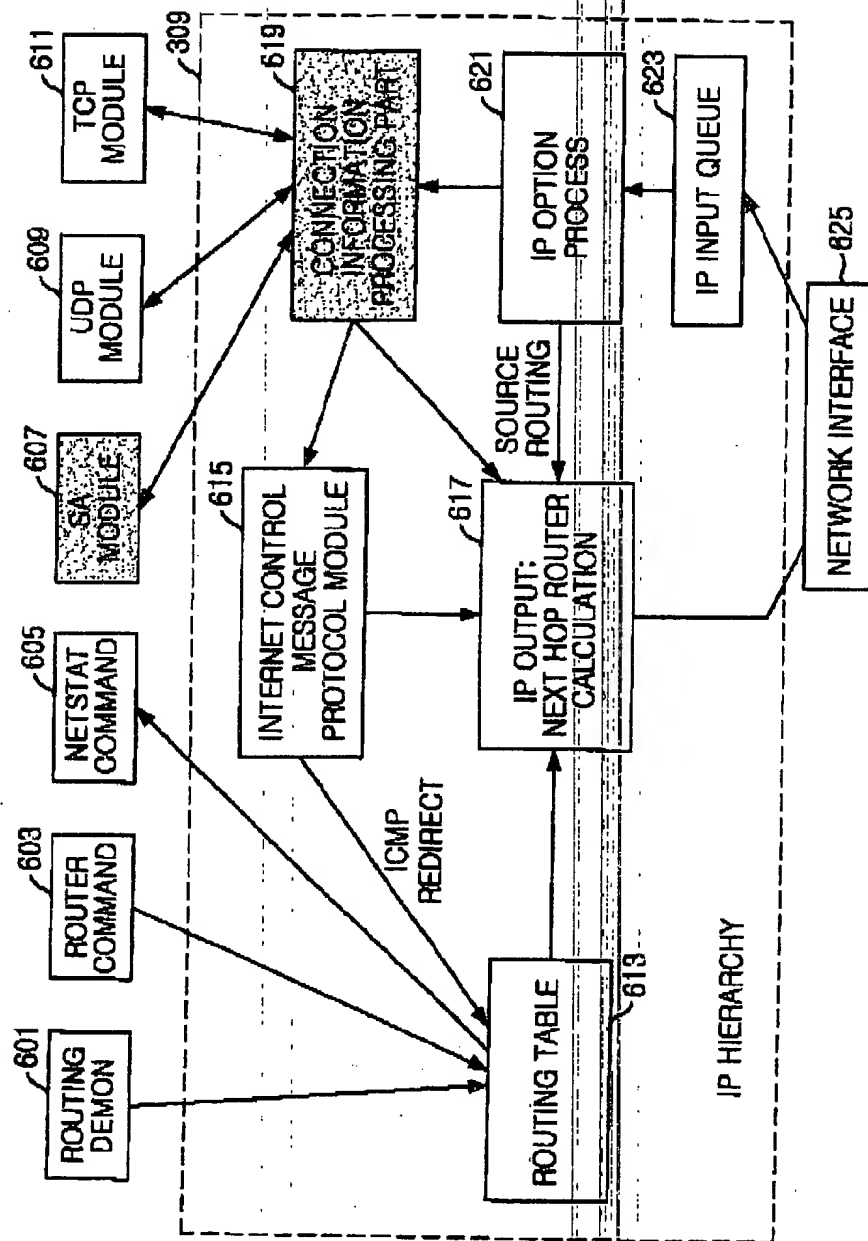 601
ROUTING
DEMON
603
ROUTER
COMMAND
605
NETSTAT
COMMAND
607
SA
MODULE
609
UDP
MODULE
611
TCP
MODULE
309
615
INTERNET CONTROL
MESSAGE
PROTOCOL MODULE
619
CONNECTION
INFORMATION
PROCESSING PART
ICMP
REDIRECT
SOURCE
ROUTING
ROUTING TABLE
613
617
IP OUTPUT:
NEXT HOP ROUTER
CALCULATION
621
IP OPTION
PROCESS
623
IP INPUT QUEUE
IP HIERARCHY
NETWORK INTERFACE
625